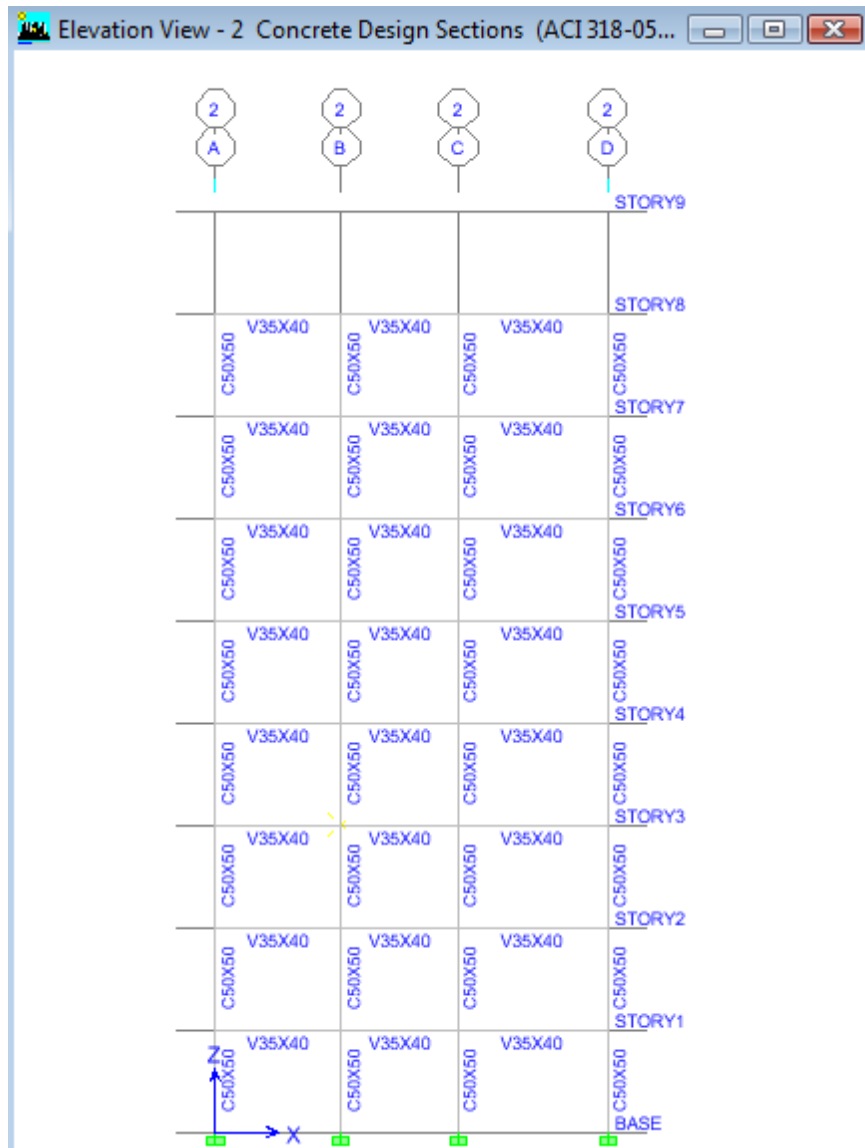 Elevation View - 2 Concrete Design Sections (ACI 318-05...
2 2 2 2
A B C D
STORY9
STORY8
V35X40 V35X40 V35X40
C50X50 C50X50 C50X50 C50X50
STORY7
V35X40 V35X40 V35X40
C50X50 C50X50 C50X50 C50X50
STORY6
V35X40 V35X40 V35X40
C50X50 C50X50 C50X50 C50X50
STORY5
V35X40 V35X40 V35X40
C50X50 C50X50 C50X50 C50X50
STORY4
V35X40 V35X40 V35X40
C50X50 C50X50 C50X50 C50X50
STORY3
V35X40 V35X40 V35X40
C50X50 C50X50 C50X50 C50X50
STORY2
V35X40 V35X40 V35X40
C50X50 C50X50 C50X50 C50X50
STORY1
V35X40 V35X40 V35X40
Z
C50X50 C50X50 C50X50 C50X50
BASE
X